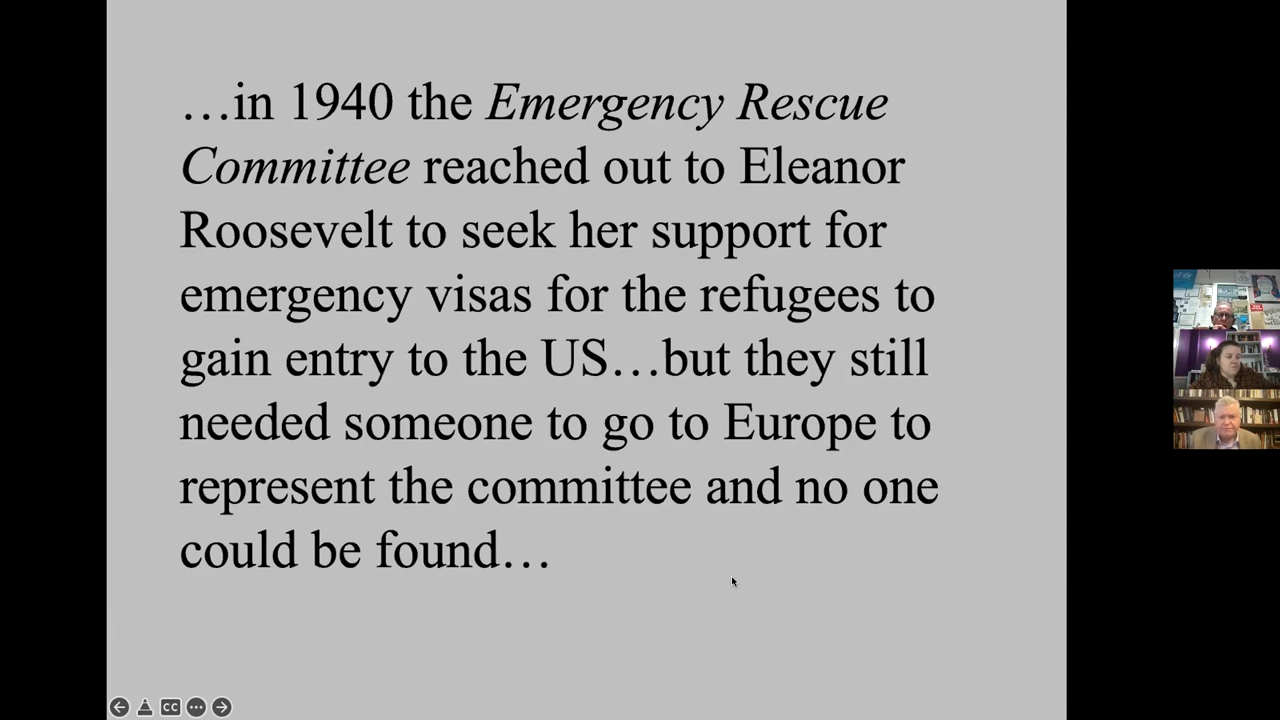 …in 1940 the Emergency Rescue
Committee reached out to Eleanor
Roosevelt to seek her support for
emergency visas for the refugees to
gain entry to the US…but they still
needed someone to go to Europe to
represent the committee and no one
could be found…
CC